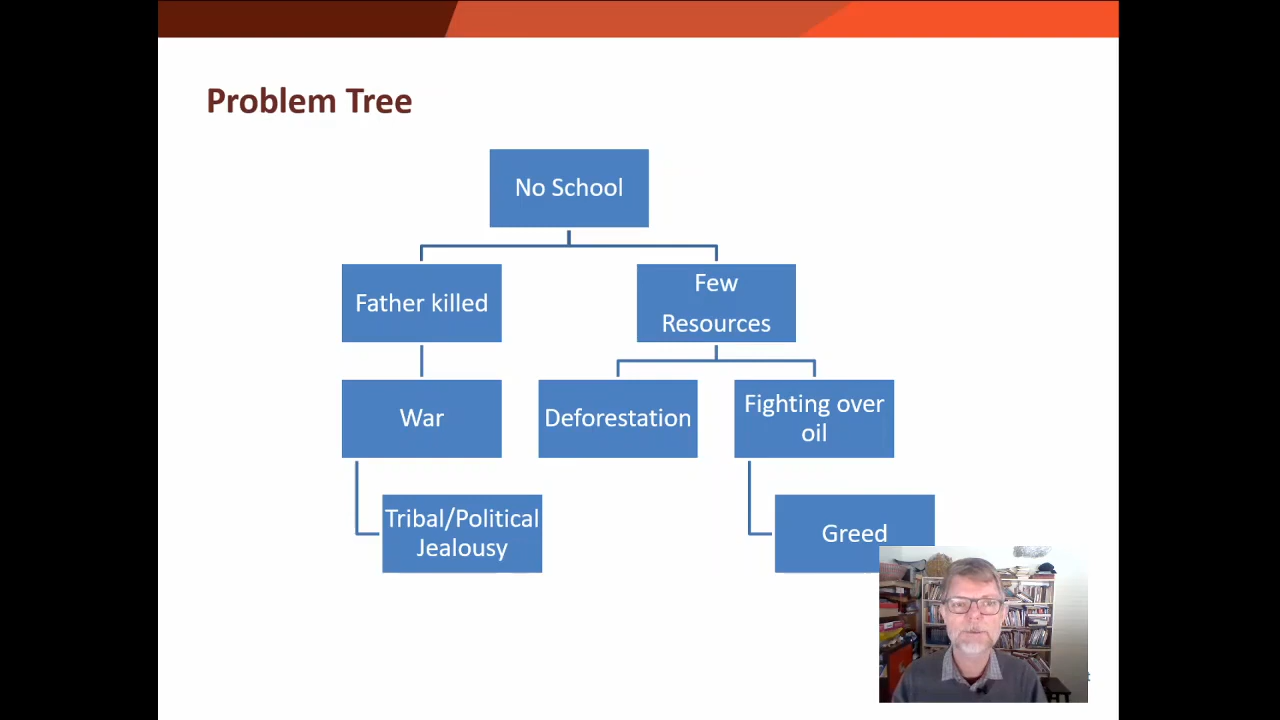 Problem Tree
No School
Father killed
Few
Resources
War
Deforestation
Fighting over
oil
Tribal/Political
Jealousy
Greed